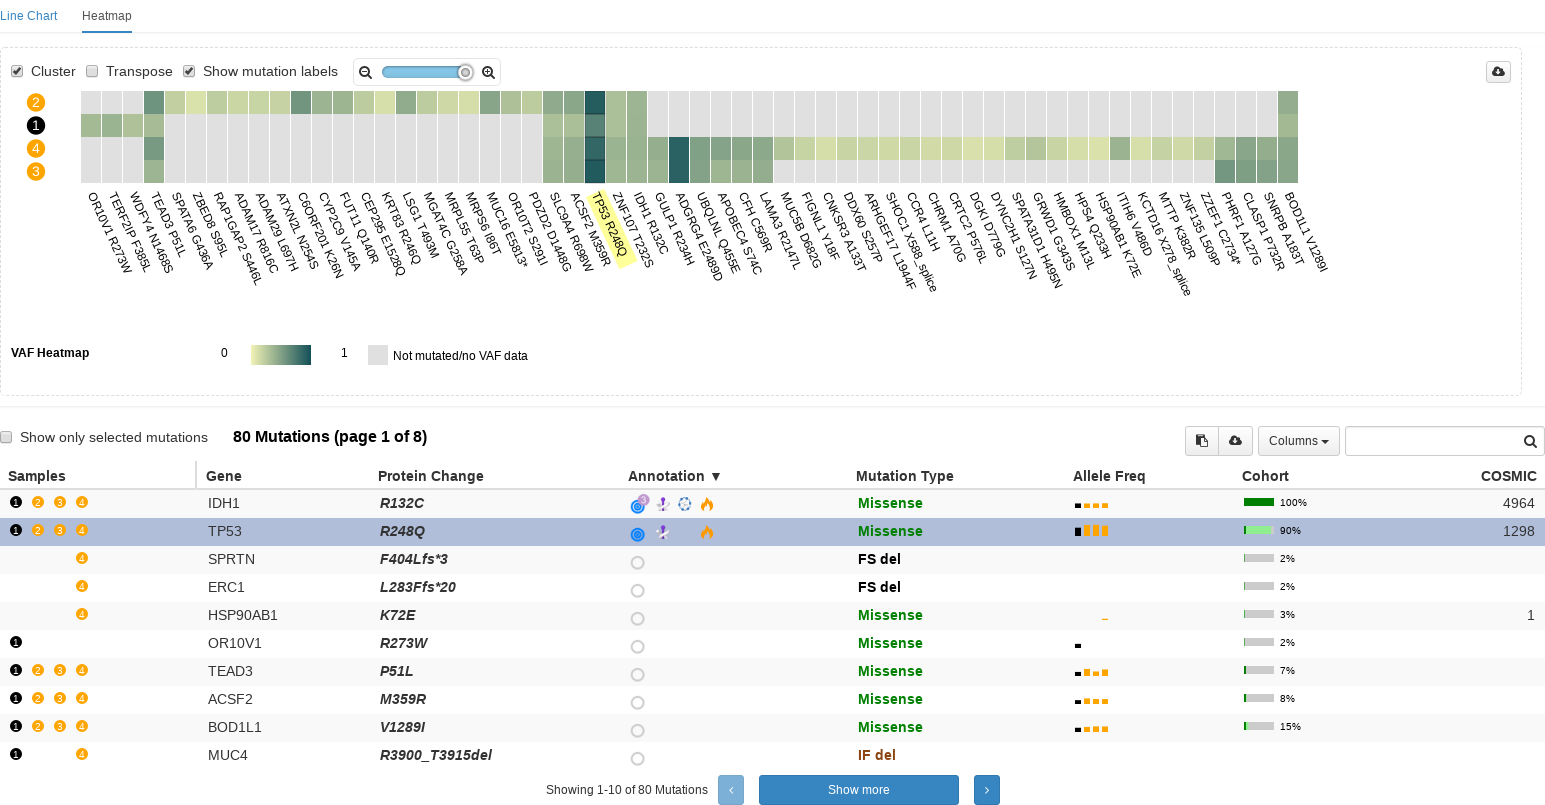 Line Chart Heatmap
Cluster Transpose Show mutation labels
2
1
4
3
OR10V1 R273W
TERF2IP F385L
WDFY4 N1468S
TEAD3 P51L
SPATA6 G436A
ZBED8 S95L
RAP1GAP2 S446L
ADAM17 R816C
ADAM29 L697H
ATXN2L N254S
C6ORF201 K26N
CYP2C9 V145A
FUT11 Q140R
CEP295 E1528Q
KRT83 R246Q
LSG1 T493M
MGAT4C G258A
MRPL55 T63P
MRPS6 I86T
MUC16 E5813*
OR10T2 S291I
PDZD2 D1448G
SLC9A4 R698W
ACSF2 M359R
TP53 R248Q
ZNF107 T232S
IDH1 R132C
GULP1 R234H
ADGRG4 E2489D
UBQLNL Q455E
APOBEC4 S74C
CFH C569R
LAMA3 R2147L
MUC5B D682G
FIGNL1 Y18F
CNKSR3 A133T
DDX60 S257P
ARHGEF17 L1944F
SHOC1 X598_splice
CCR4 L11H
CHRM1 A70G
CRTC2 P576L
DGKI D779G
DYNC2H1 S127N
SPATA31D1 H495N
GRWD1 G343S
HMBOX1 M13L
HPS4 Q233H
HSP90AB1 K72E
ITIH6 V486D
KCTD16 X278_splice
MTTP K382R
ZNF135 L509P
ZZEF1 C2734*
PHRF1 A127G
CLASP1 P732R
SNRPB A183T
BOD1L1 V1289I
VAF Heatmap 0 1 Not mutated/no VAF data
Show only selected mutations 80 Mutations (page 1 of 8) Columns
Samples Gene Protein Change Annotation ▼ Mutation Type Allele Freq Cohort COSMIC
1 2 3 4 IDH1 R132C 3 Missense 100% 4964
1 2 3 4 TP53 R248Q Missense 90% 1298
4 SPRTN F404Lfs*3 FS del 2%
4 ERC1 L283Ffs*20 FS del 2%
4 HSP90AB1 K72E Missense 3% 1
1 OR10V1 R273W Missense 2%
1 2 3 4 TEAD3 P51L Missense 7%
1 2 3 4 ACSF2 M359R Missense 8%
1 2 3 4 BOD1L1 V1289I Missense 15%
1 4 MUC4 R3900_T3915del IF del
Showing 1-10 of 80 Mutations ‹ Show more ›